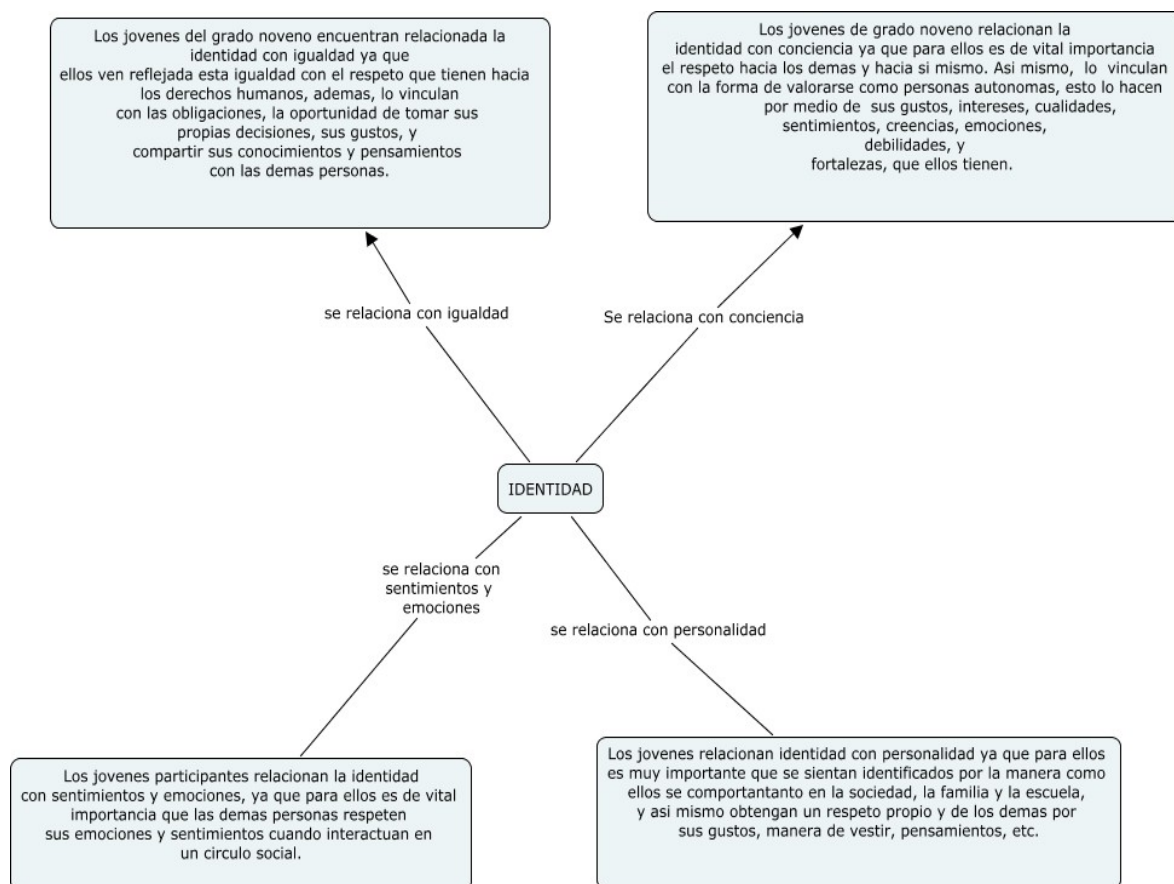 Los jovenes del grado noveno encuentran relacionada la
identidad con igualdad ya que
ellos ven reflejada esta igualdad con el respeto que tienen hacia
los derechos humanos, ademas, lo vinculan
con las obligaciones, la oportunidad de tomar sus
propias decisiones, sus gustos, y
compartir sus conocimientos y pensamientos
con las demas personas.
Los jovenes de grado noveno relacionan la
identidad con conciencia ya que para ellos es de vital importancia
el respeto hacia los demas y hacia si mismo. Asi mismo, lo vinculan
con la forma de valorarse como personas autonomas, esto lo hacen
por medio de sus gustos, intereses, cualidades,
sentimientos, creencias, emociones,
debilidades, y
fortalezas, que ellos tienen.
se relaciona con igualdad
Se relaciona con conciencia
IDENTIDAD
se relaciona con
sentimientos y
emociones
se relaciona con personalidad
Los jovenes participantes relacionan la identidad
con sentimientos y emociones, ya que para ellos es de vital
importancia que las demas personas respeten
sus emociones y sentimientos cuando interactuan en
un circulo social.
Los jovenes relacionan identidad con personalidad ya que para ellos
es muy importante que se sientan identificados por la manera como
ellos se comportantanto en la sociedad, la familia y la escuela,
y asi mismo obtengan un respeto propio y de los demas por
sus gustos, manera de vestir, pensamientos, etc.